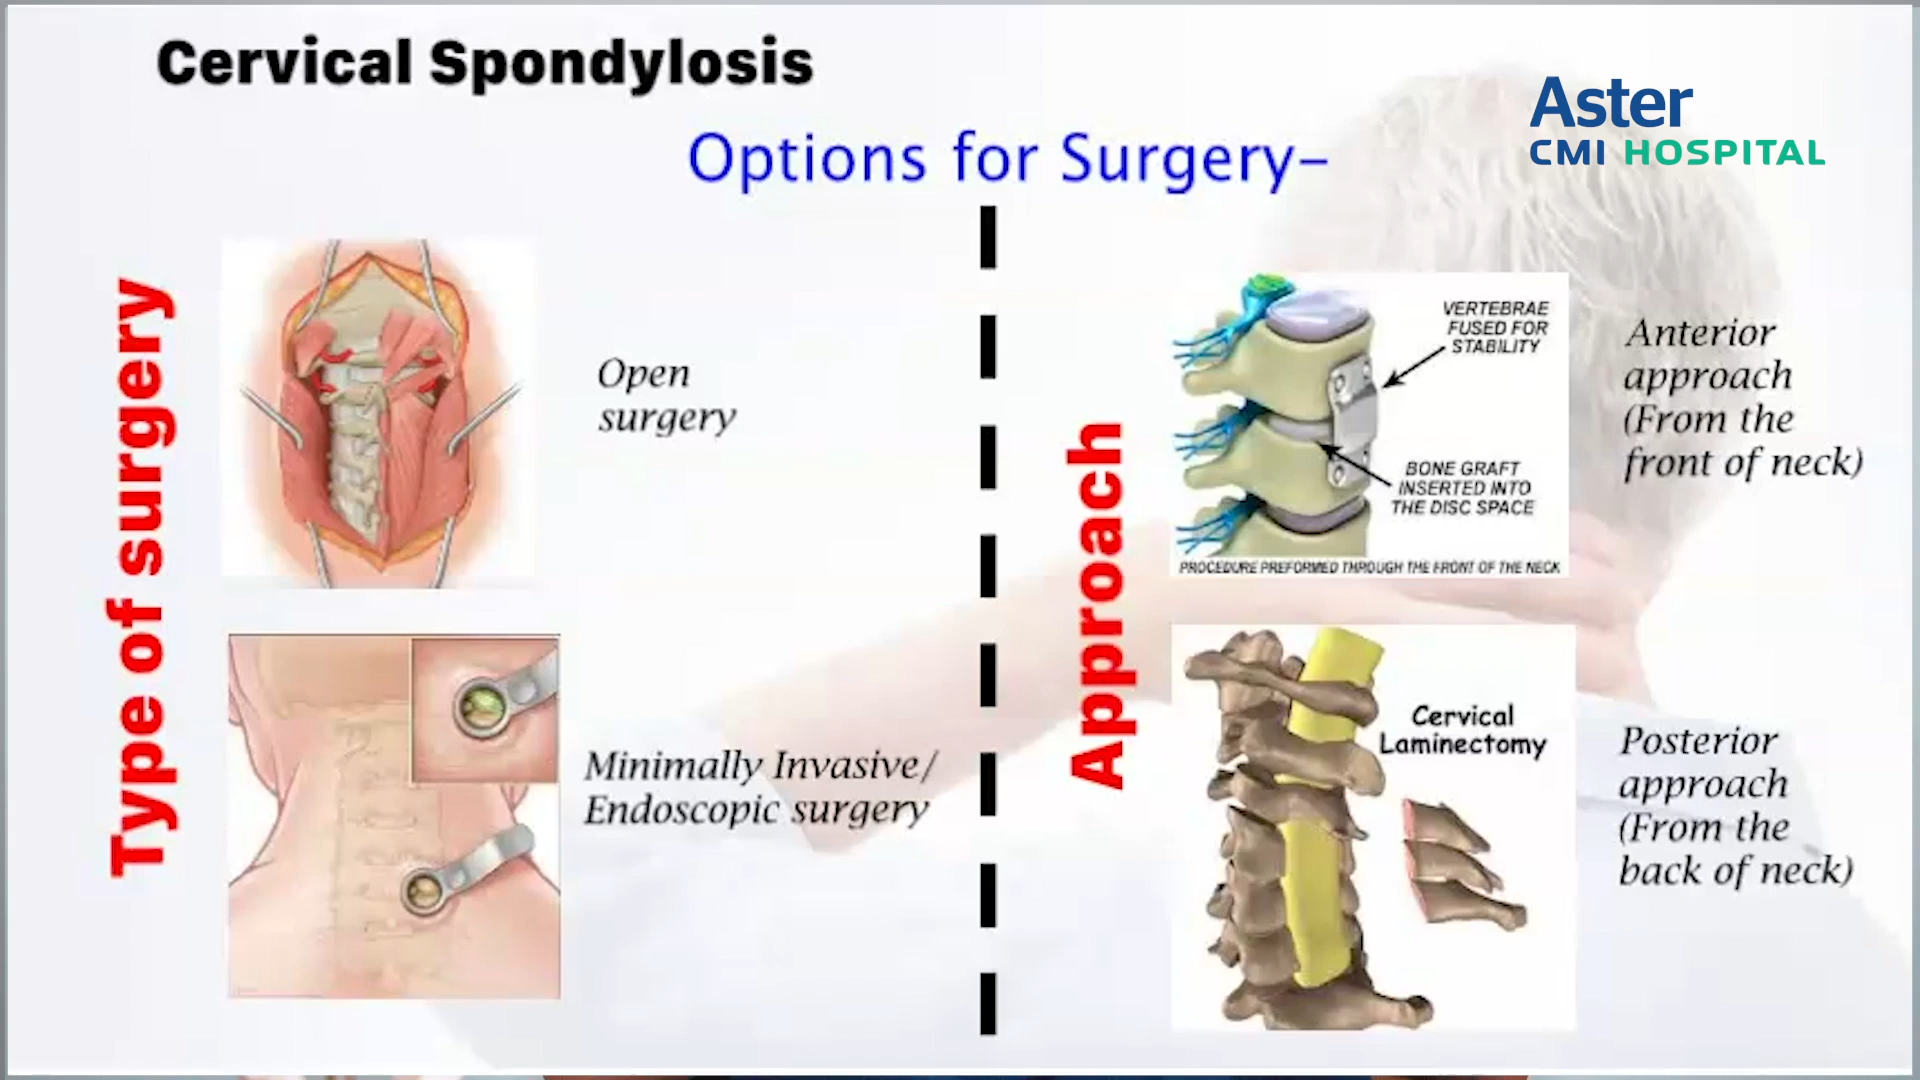 Cervical Spondylosis
Aster
CMI HOSPITAL
Options for Surgery-
Type of surgery
Open
surgery
Minimally Invasive/
Endoscopic surgery
Approach
VERTEBRAE
FUSED FOR
STABILITY
BONE GRAFT
INSERTED INTO
THE DISC SPACE
PROCEDURE PREFORMED THROUGH THE FRONT OF THE NECK
Anterior
approach
(From the
front of neck)
Cervical
Laminectomy
Posterior
approach
(From the
back of neck)